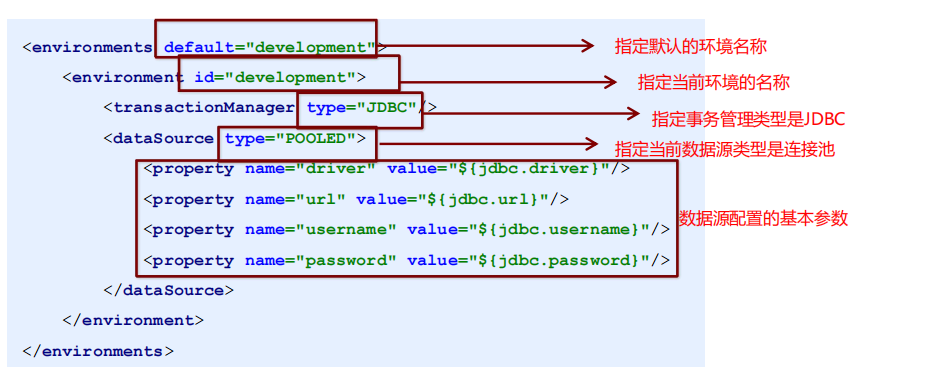 <environments default="development"> 指定默认的环境名称
<environment id="development"> 指定当前环境的名称
<transactionManager type="JDBC"/> 指定事务管理类型是JDBC
<dataSource type="POOLED"> 指定当前数据源类型是连接池
<property name="driver" value="${jdbc.driver}"/>
<property name="url" value="${jdbc.url}"/>
<property name="username" value="${jdbc.username}"/> 数据源配置的基本参数
<property name="password" value="${jdbc.password}"/>
</dataSource>
</environment>
</environments>